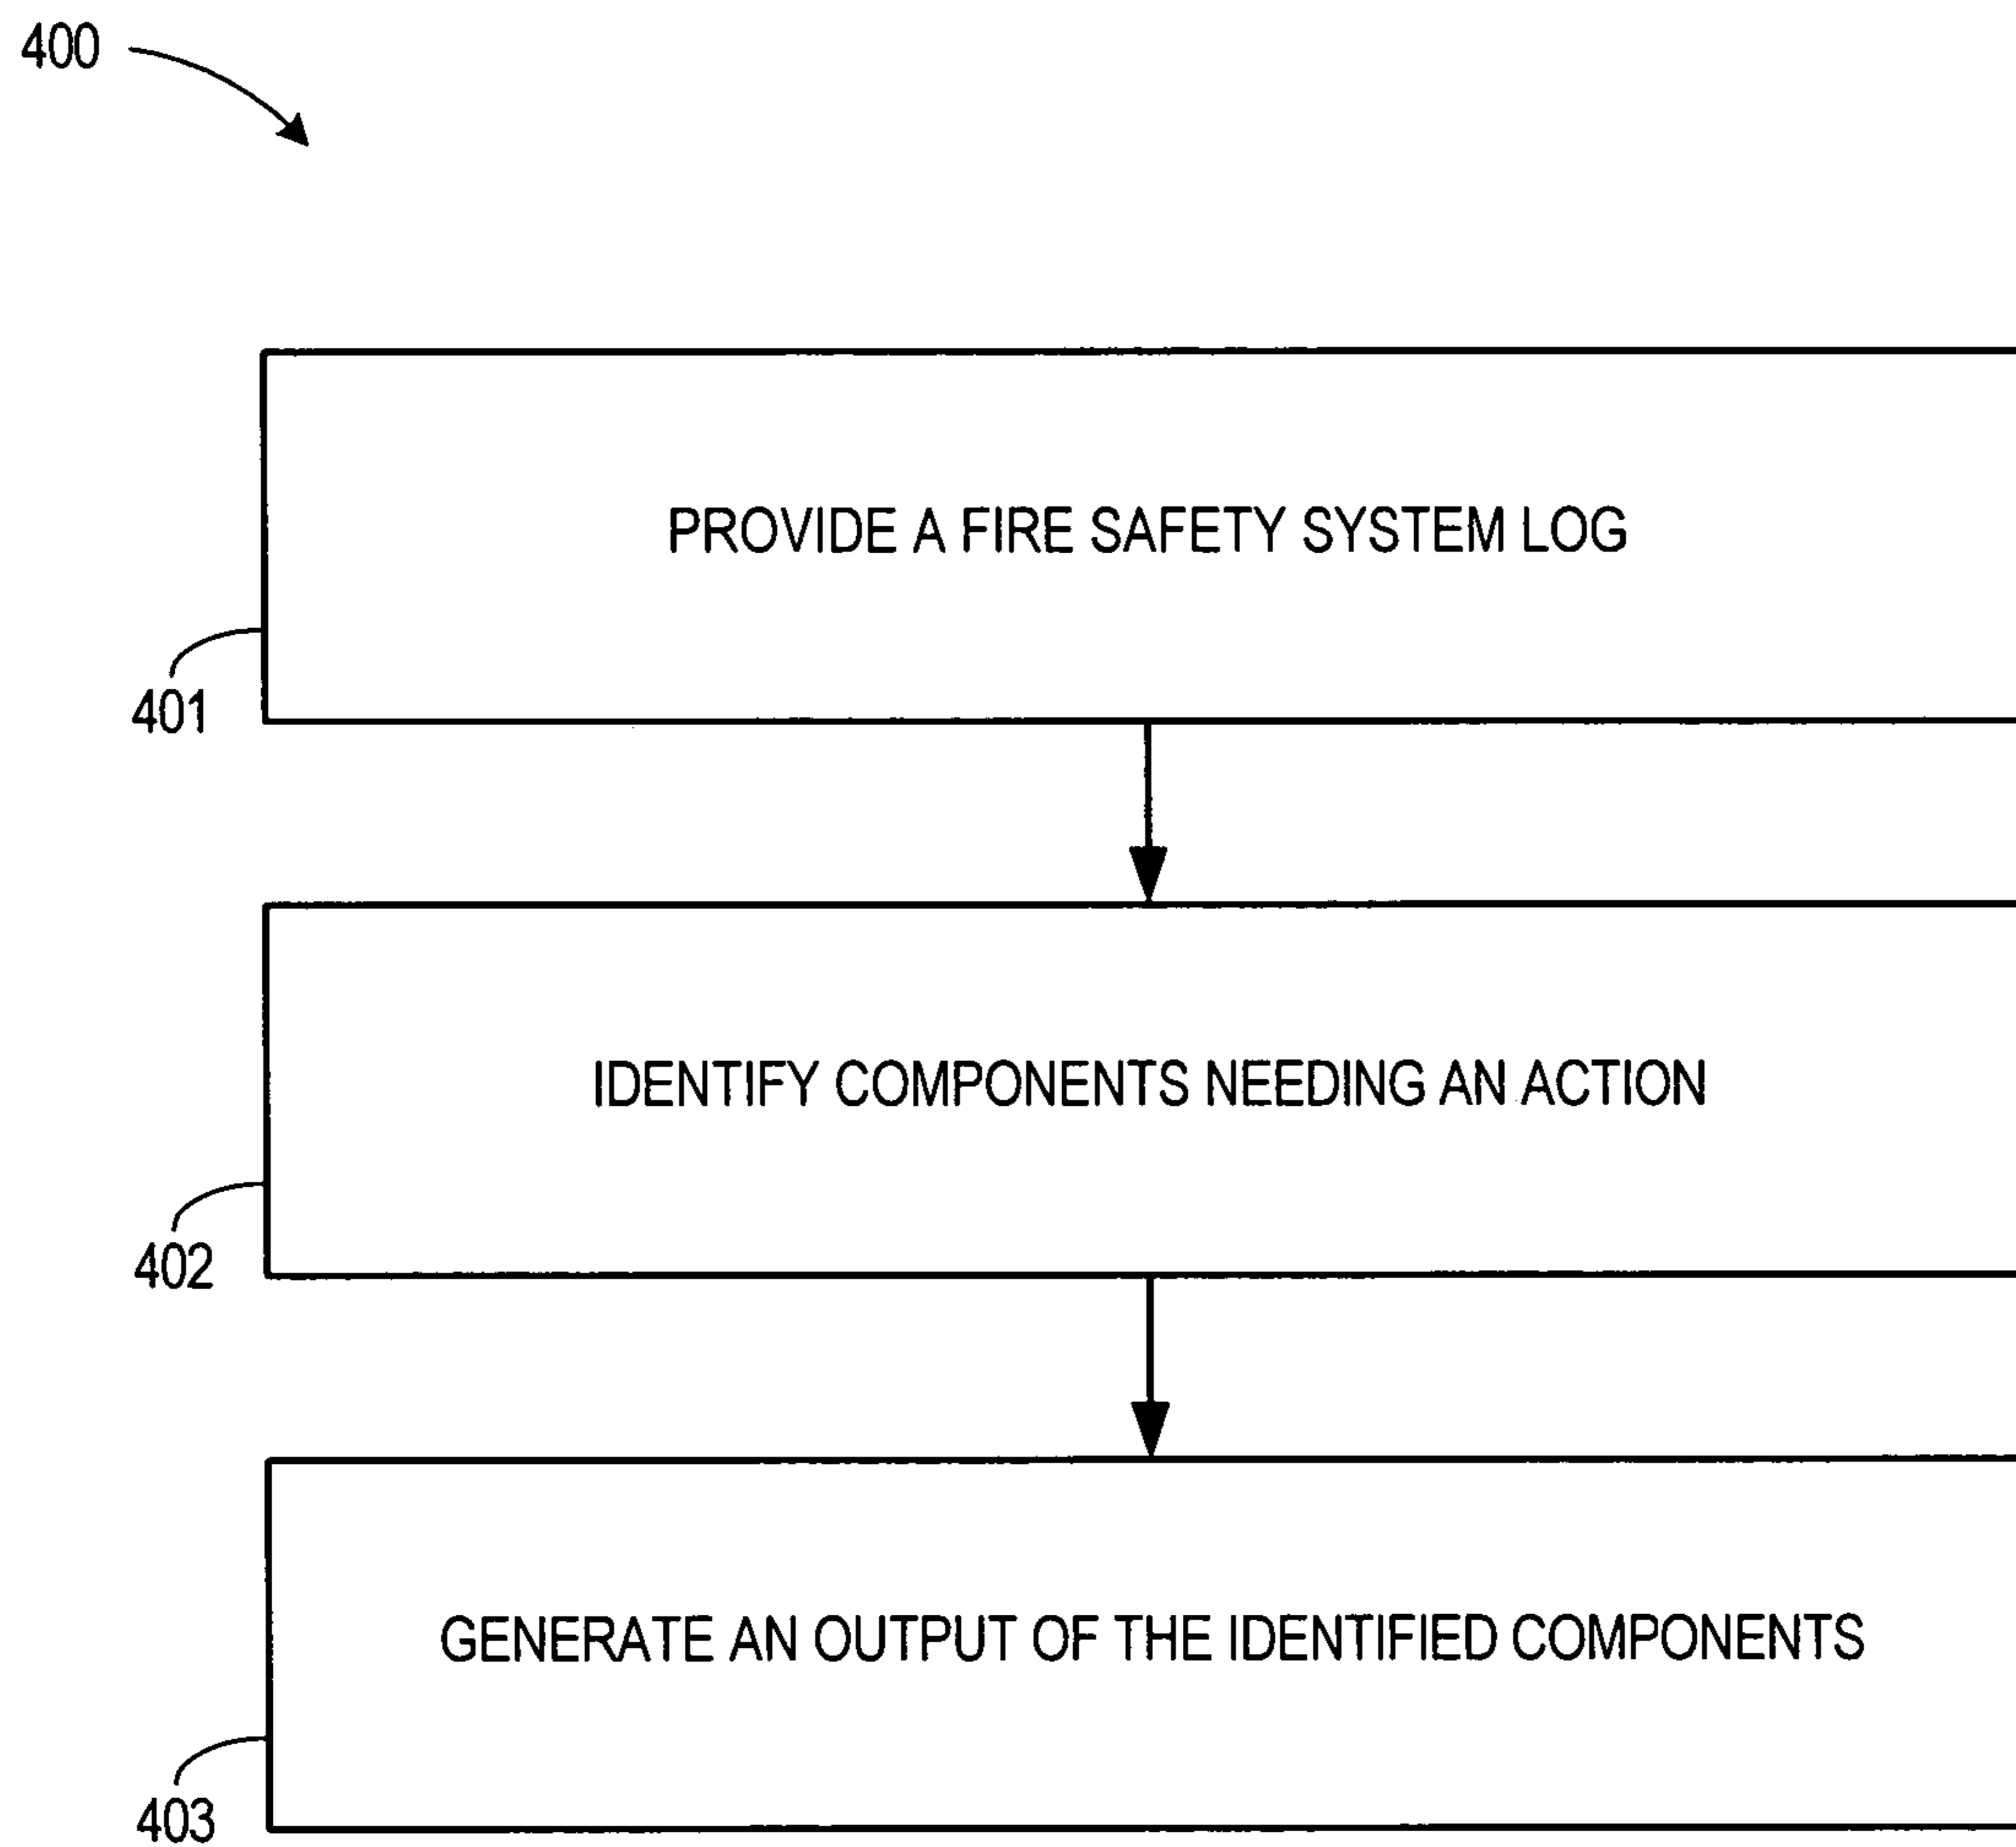 400
PROVIDE A FIRE SAFETY SYSTEM LOG
401
IDENTIFY COMPONENTS NEEDING AN ACTION
402
GENERATE AN OUTPUT OF THE IDENTIFIED COMPONENTS
403